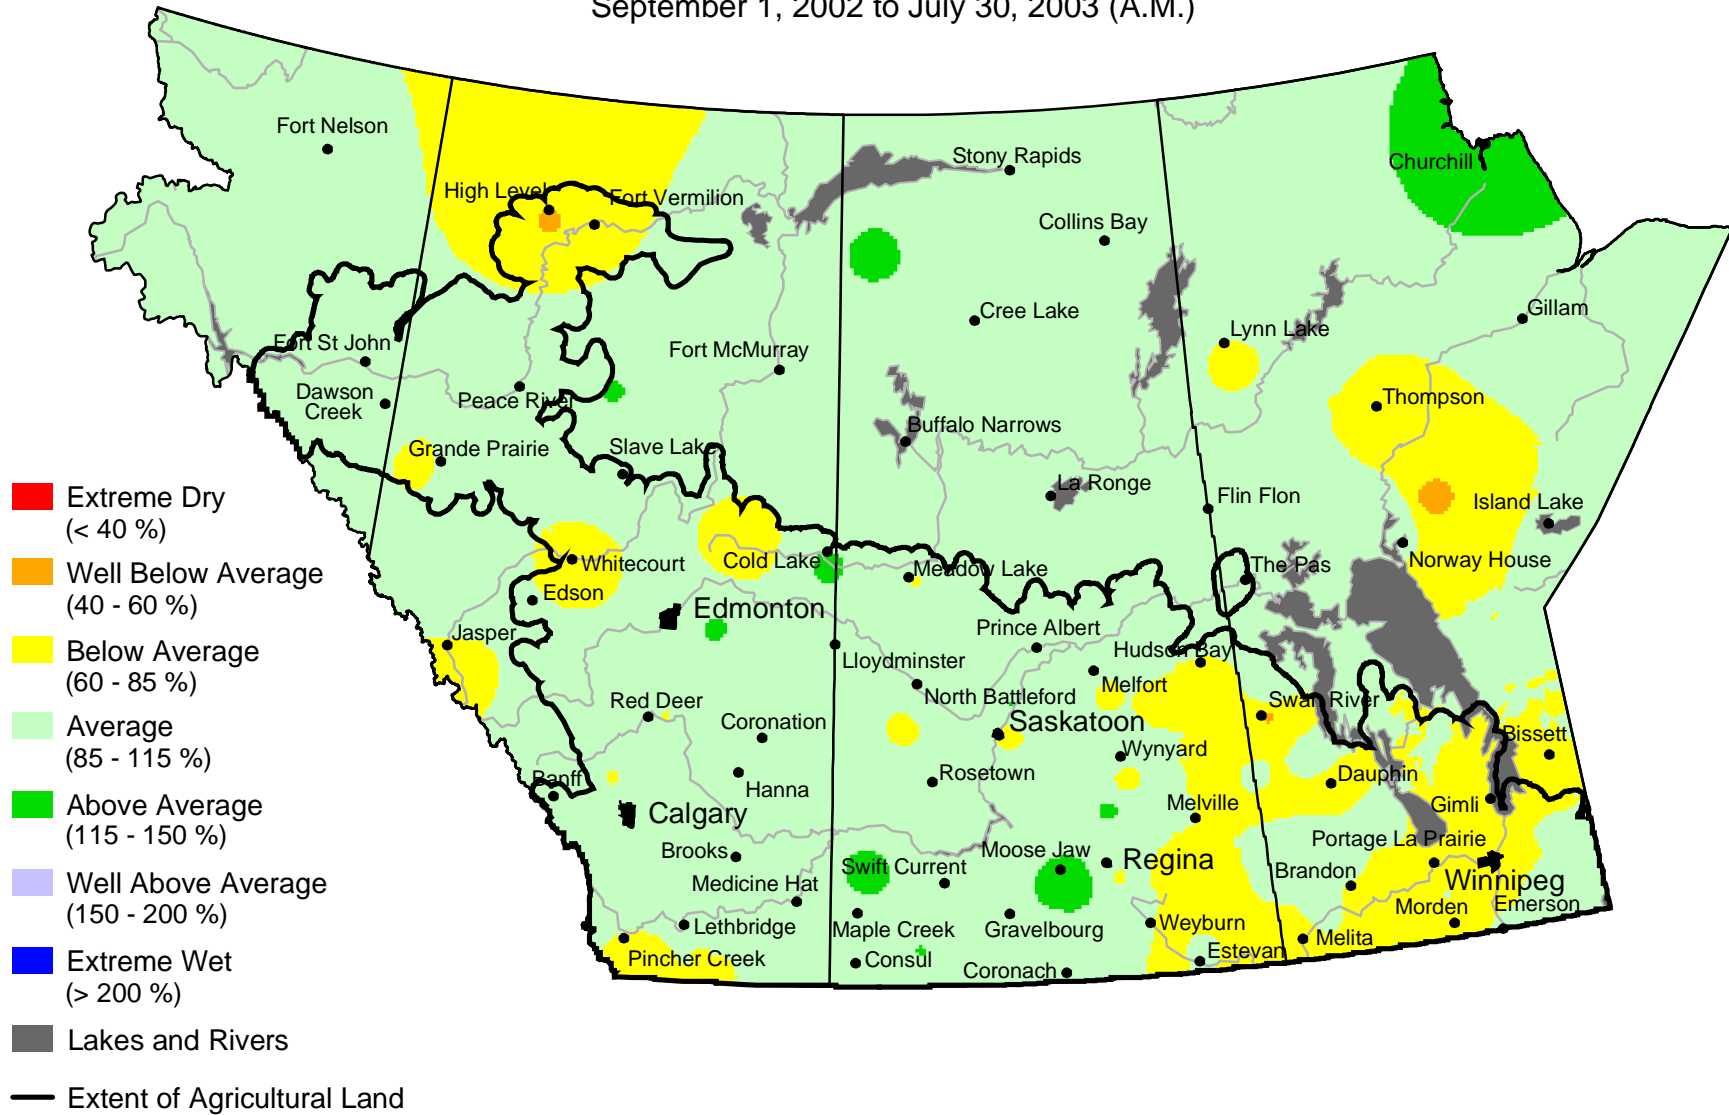 September 1, 2002 to July 30, 2003 (A.M.)
Fort Nelson
Stony Rapids
Churchill
High Level
Fort Vermilion
Collins Bay
Cree Lake
Gillam
Lynn Lake
Fort St John
Fort McMurray
Dawson
Creek
Peace River
Thompson
Buffalo Narrows
Grande Prairie
Slave Lake
La Ronge
Flin Flon
Island Lake
Whitecourt
Cold Lake
Meadow Lake
The Pas
Norway House
Edson
Edmonton
Jasper
Prince Albert
Hudson Bay
Lloydminster
Melfort
North Battleford
Red Deer
Coronation
Saskatoon
Swan River
Bissett
Wynyard
Banff
Hanna
Rosetown
Dauphin
Calgary
Melville
Gimli
Portage La Prairie
Brooks
Swift Current
Moose Jaw
Regina
Medicine Hat
Brandon
Winnipeg
Lethbridge
Maple Creek
Gravelbourg
Weyburn
Morden
Emerson
Pincher Creek
Consul
Coronach
Estevan
Melita
Extreme Dry
(< 40 %)
Well Below Average
(40 - 60 %)
Below Average
(60 - 85 %)
Average
(85 - 115 %)
Above Average
(115 - 150 %)
Well Above Average
(150 - 200 %)
Extreme Wet
(> 200 %)
Lakes and Rivers
Extent of Agricultural Land